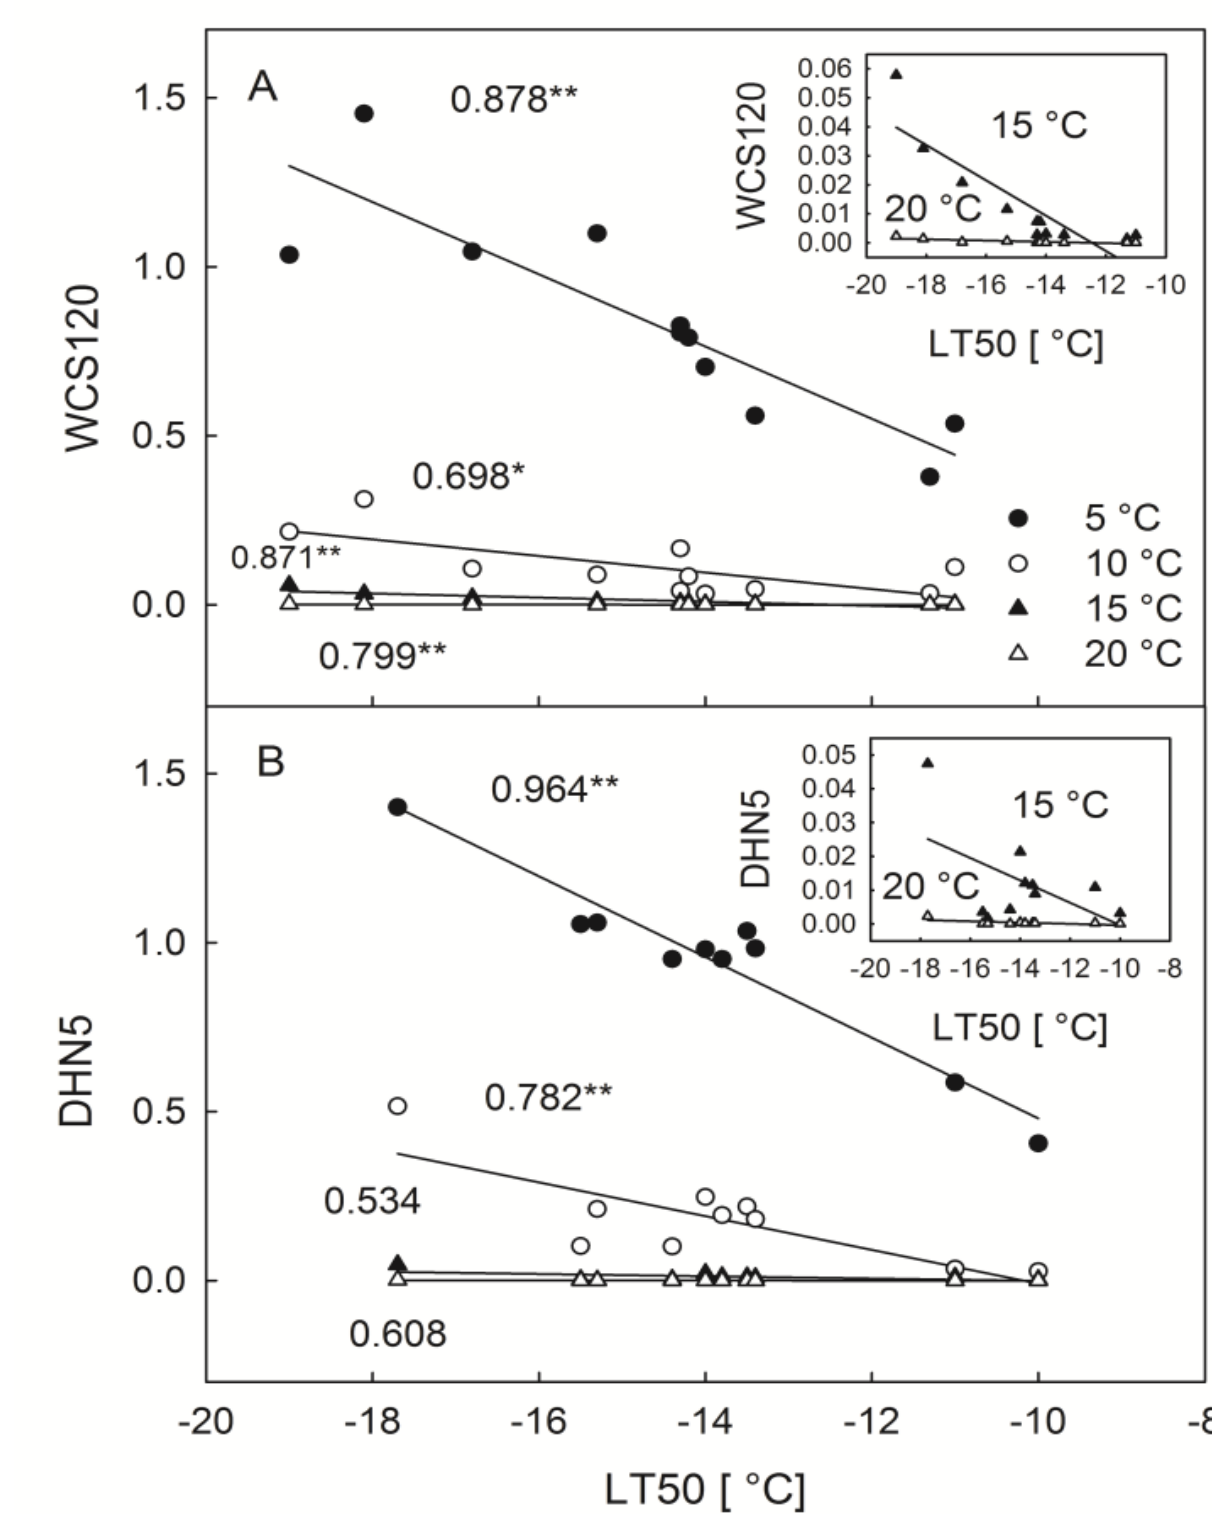 A
0.878**
1.5
1.0
0.5
0.0
WCS120
0.698*
0.871**
0.799**
5 °C
10 °C
15 °C
20 °C
WCS120
0.06
0.05
0.04
0.03
0.02
0.01
0.00
15 °C
20 °C
-20 -18 -16 -14 -12 -10
LT50 [ °C]
B
0.964**
1.5
1.0
0.5
0.0
DHN5
0.782**
0.534
0.608
DHN5
0.05
0.04
0.03
0.02
0.01
0.00
15 °C
20 °C
-20 -18 -16 -14 -12 -10 -8
LT50 [ °C]
-20 -18 -16 -14 -12 -10 -8
LT50 [ °C]